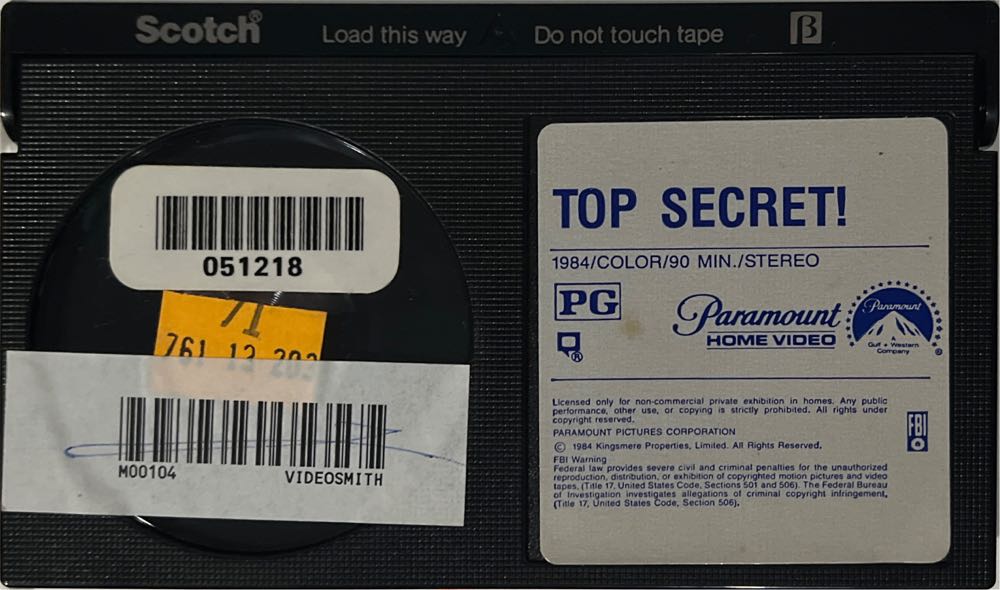 Scotch® Load this way Do not touch tape β
051218
71
761 13 203
M00104 VIDEOSMITH
TOP SECRET!
1984/COLOR/90 MIN./STEREO
PG
®
Paramount
HOME VIDEO
Paramount
A
Gulf + Western
Company
®
Licensed only for non-commercial private exhibition in homes. Any public
performance, other use, or copying is strictly prohibited. All rights under
copyright reserved.
PARAMOUNT PICTURES CORPORATION
© 1984 Kingsmere Properties, Limited. All Rights Reserved.
FBI Warning
Federal law provides severe civil and criminal penalties for the unauthorized
reproduction, distribution, or exhibition of copyrighted motion pictures and video
tapes. (Title 17, United States Code, Sections 501 and 506). The Federal Bureau
of Investigation investigates allegations of criminal copyright infringement,
(Title 17, United States Code, Section 506).
FBI